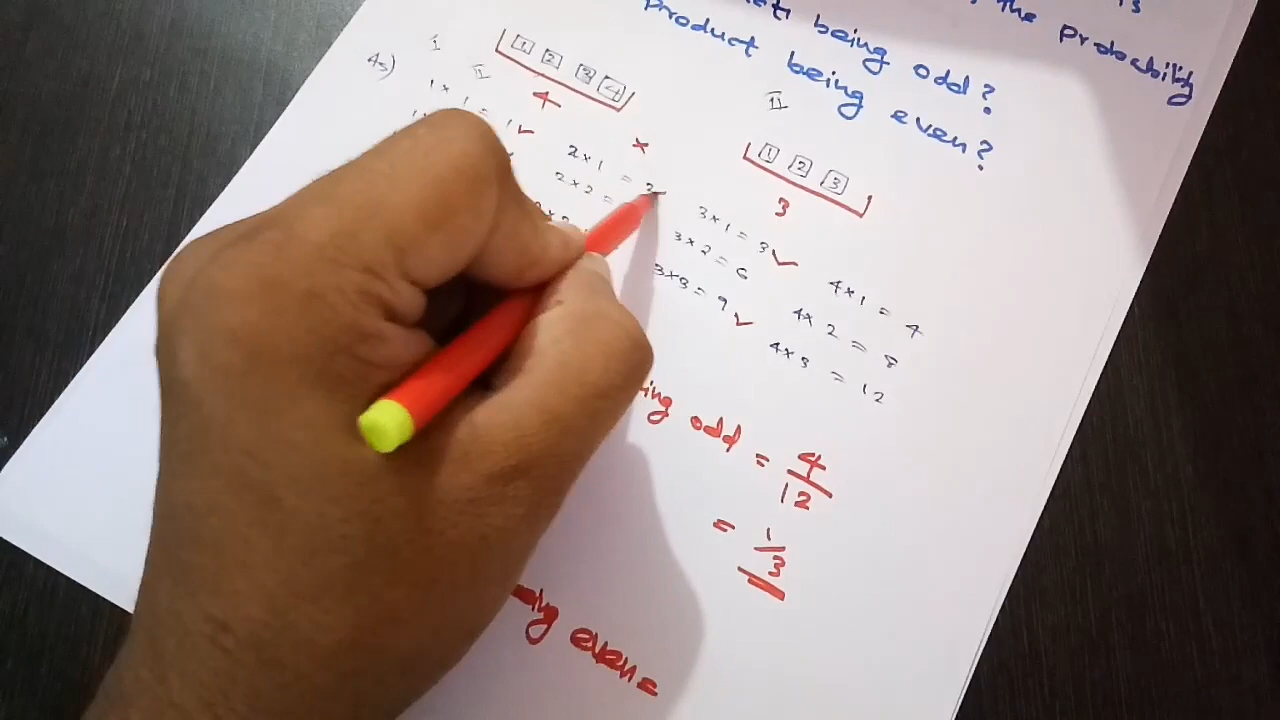 the probability
being odd?
Product being even?
I
45)
1 2 3 4
II
4
×
II
1 2 3
3
1 × 1 = 1 ✓
2 × 1 = 2
2 × 2 =
3 × 1 = 3 ✓
3 × 2 = 6
3 × 3 = 9 ✓
4 × 1 = 4
4 × 2 = 8
4 × 3 = 12
odd = 4/12
= 1/3
being even =